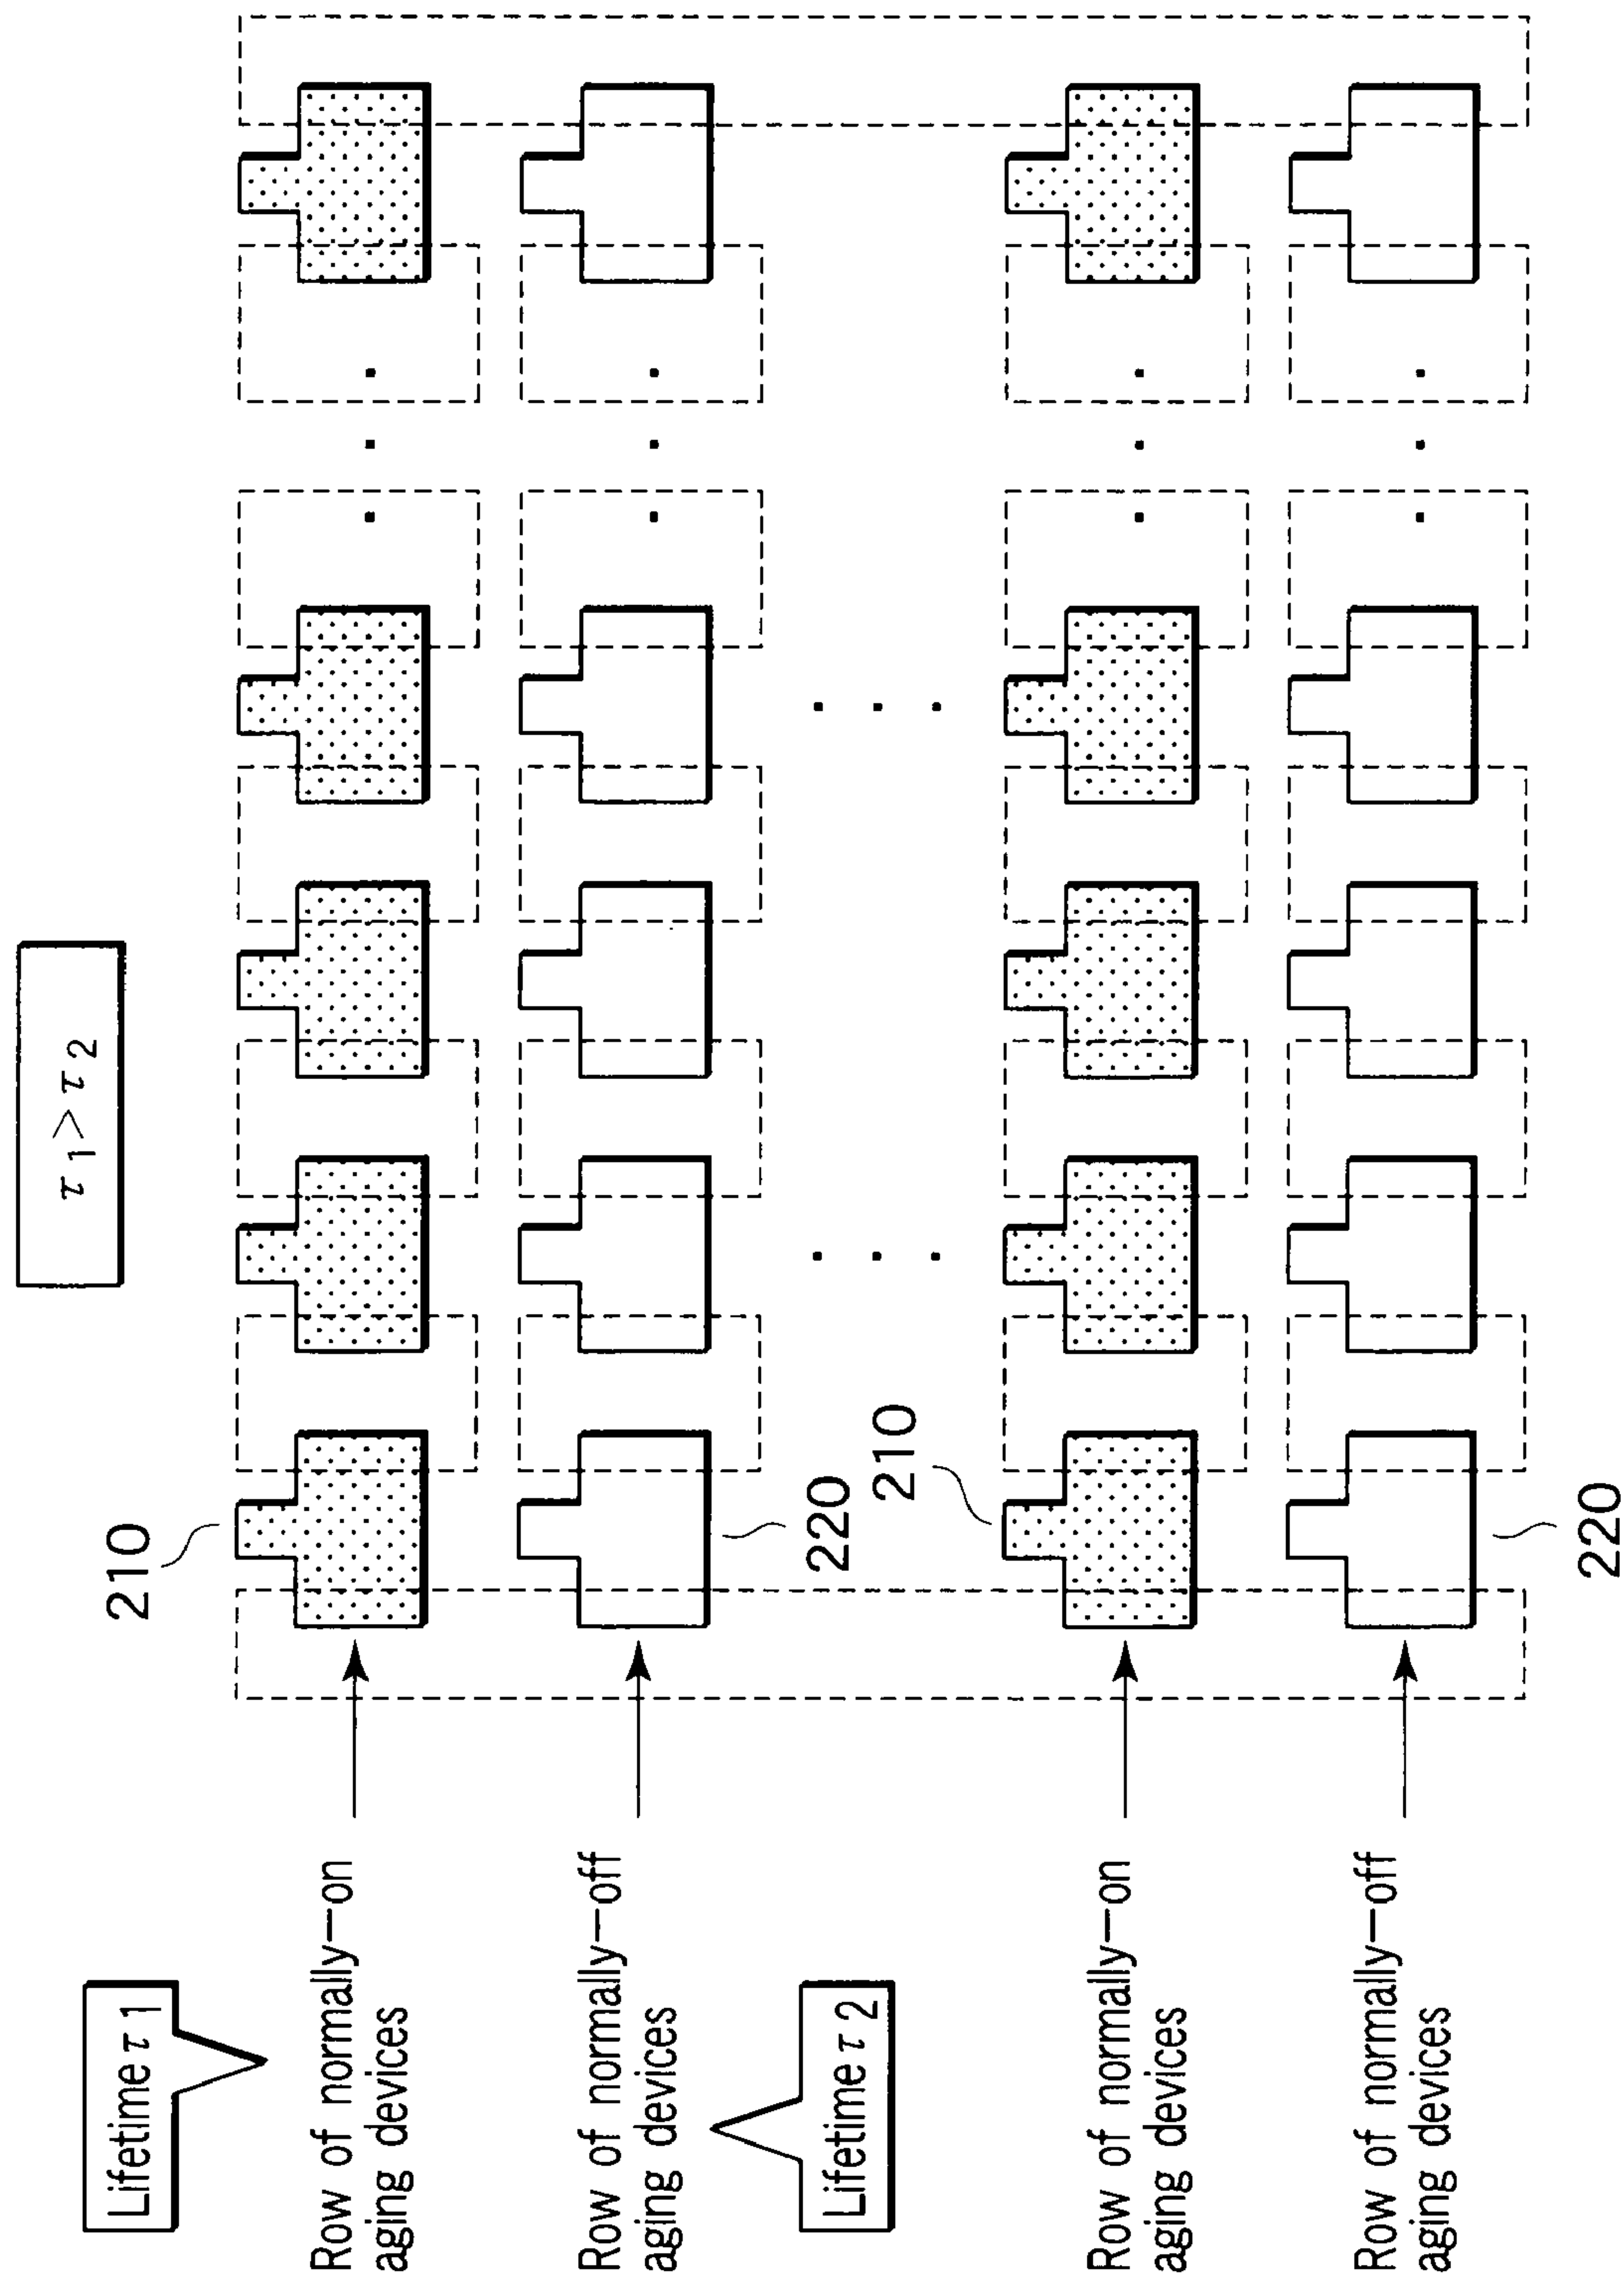 τ1>τ2
Lifetime τ1
210
Row of normally-on
aging devices
Row of normally-off
aging devices
220
Lifetime τ2
210
Row of normally-on
aging devices
Row of normally-off
aging devices
220